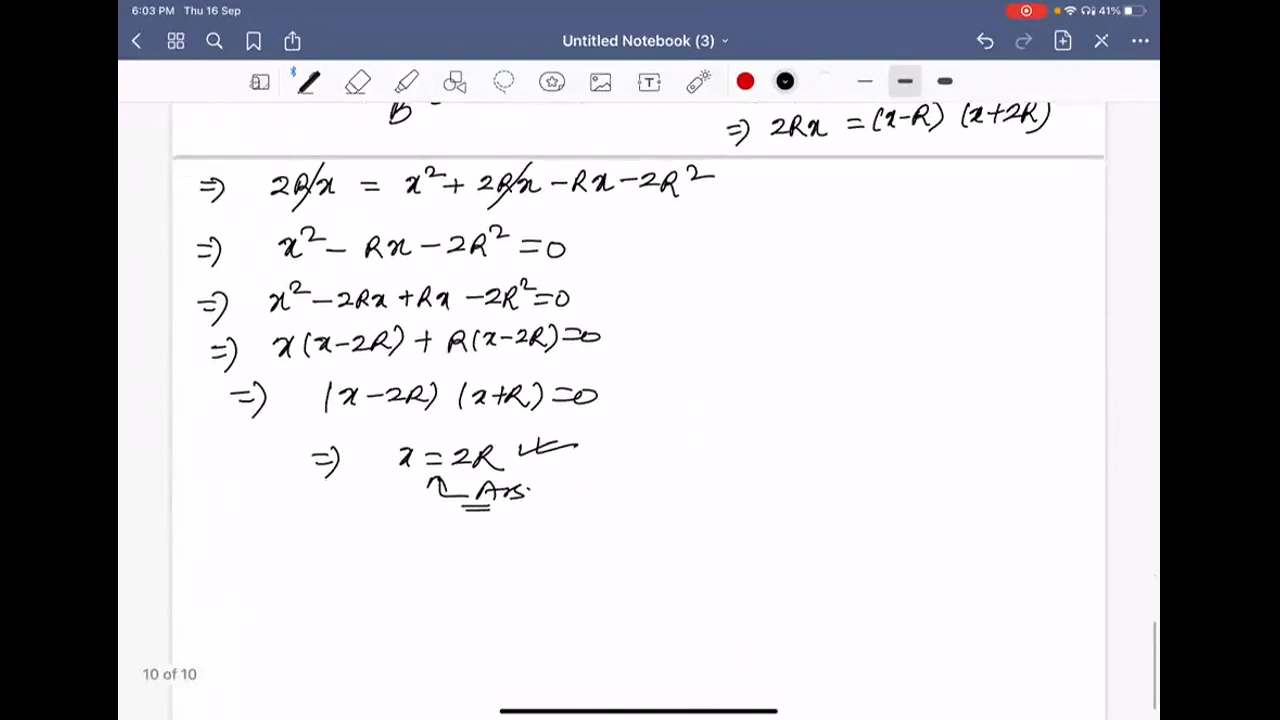 6:03 PM Thu 16 Sep
41%
Untitled Notebook (3)
B
=> 2Rx = (x-R) (x+2R)
=> 2Rx = x² + 2Rx - Rx - 2R²
=> x² - Rx - 2R² = 0
=> x² - 2Rx + Rx - 2R² = 0
=> x(x-2R) + R(x-2R) = 0
=> (x-2R) (x+R) = 0
=> x = 2R
Ans.
10 of 10